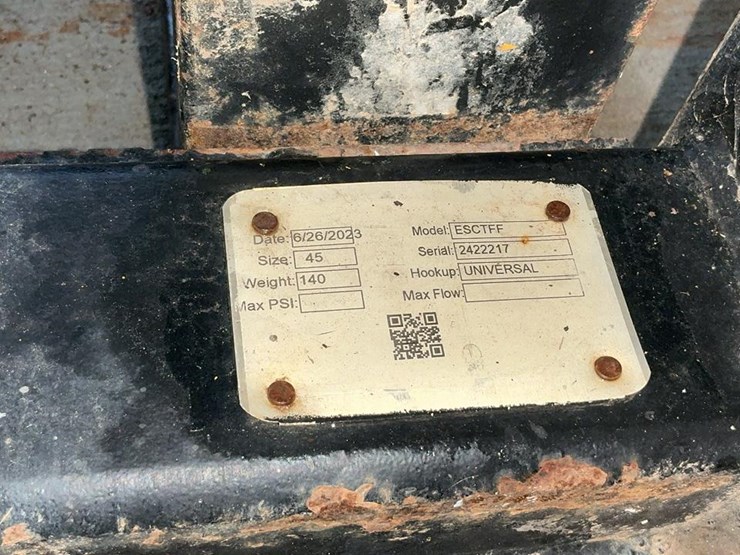 Date: 6/26/2023
Size: 45
Weight: 140
Max PSI:
Model: ESCTFF
Serial: 2422217
Hookup: UNIVERSAL
Max Flow: